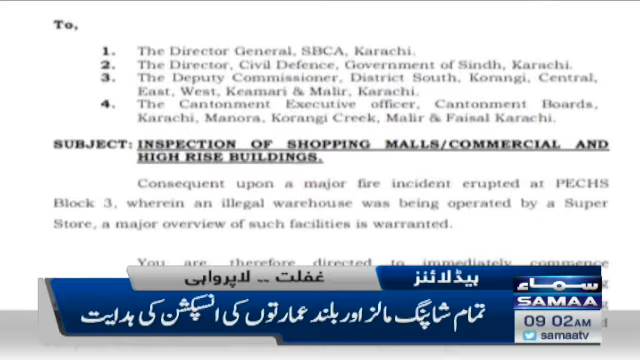 To,
1. The Director General, SBCA, Karachi.
2. The Director, Civil Defence, Government of Sindh, Karachi.
3. The Deputy Commissioner, District South, Korangi, Central,
East, West, Keamari & Malir, Karachi.
4. The Cantonment Executive officer, Cantonment Boards,
Karachi, Manora, Korangi Creek, Malir & Faisal Karachi.
SUBJECT: INSPECTION OF SHOPPING MALLS/COMMERCIAL AND
HIGH RISE BUILDINGS.
Consequent upon a major fire incident erupted at PECHS
Block 3, wherein an illegal warehouse was being operated by a Super
Store, a major overview of such facilities is warranted.
You are therefore directed to immediately commence
ہیڈلائنز
غفلت .. لاپرواہی
تمام شاپنگ مالز اور بلند عمارتوں کی انسپکشن کی ہدایت
سماء
SAMAA
09 02AM
samaatv